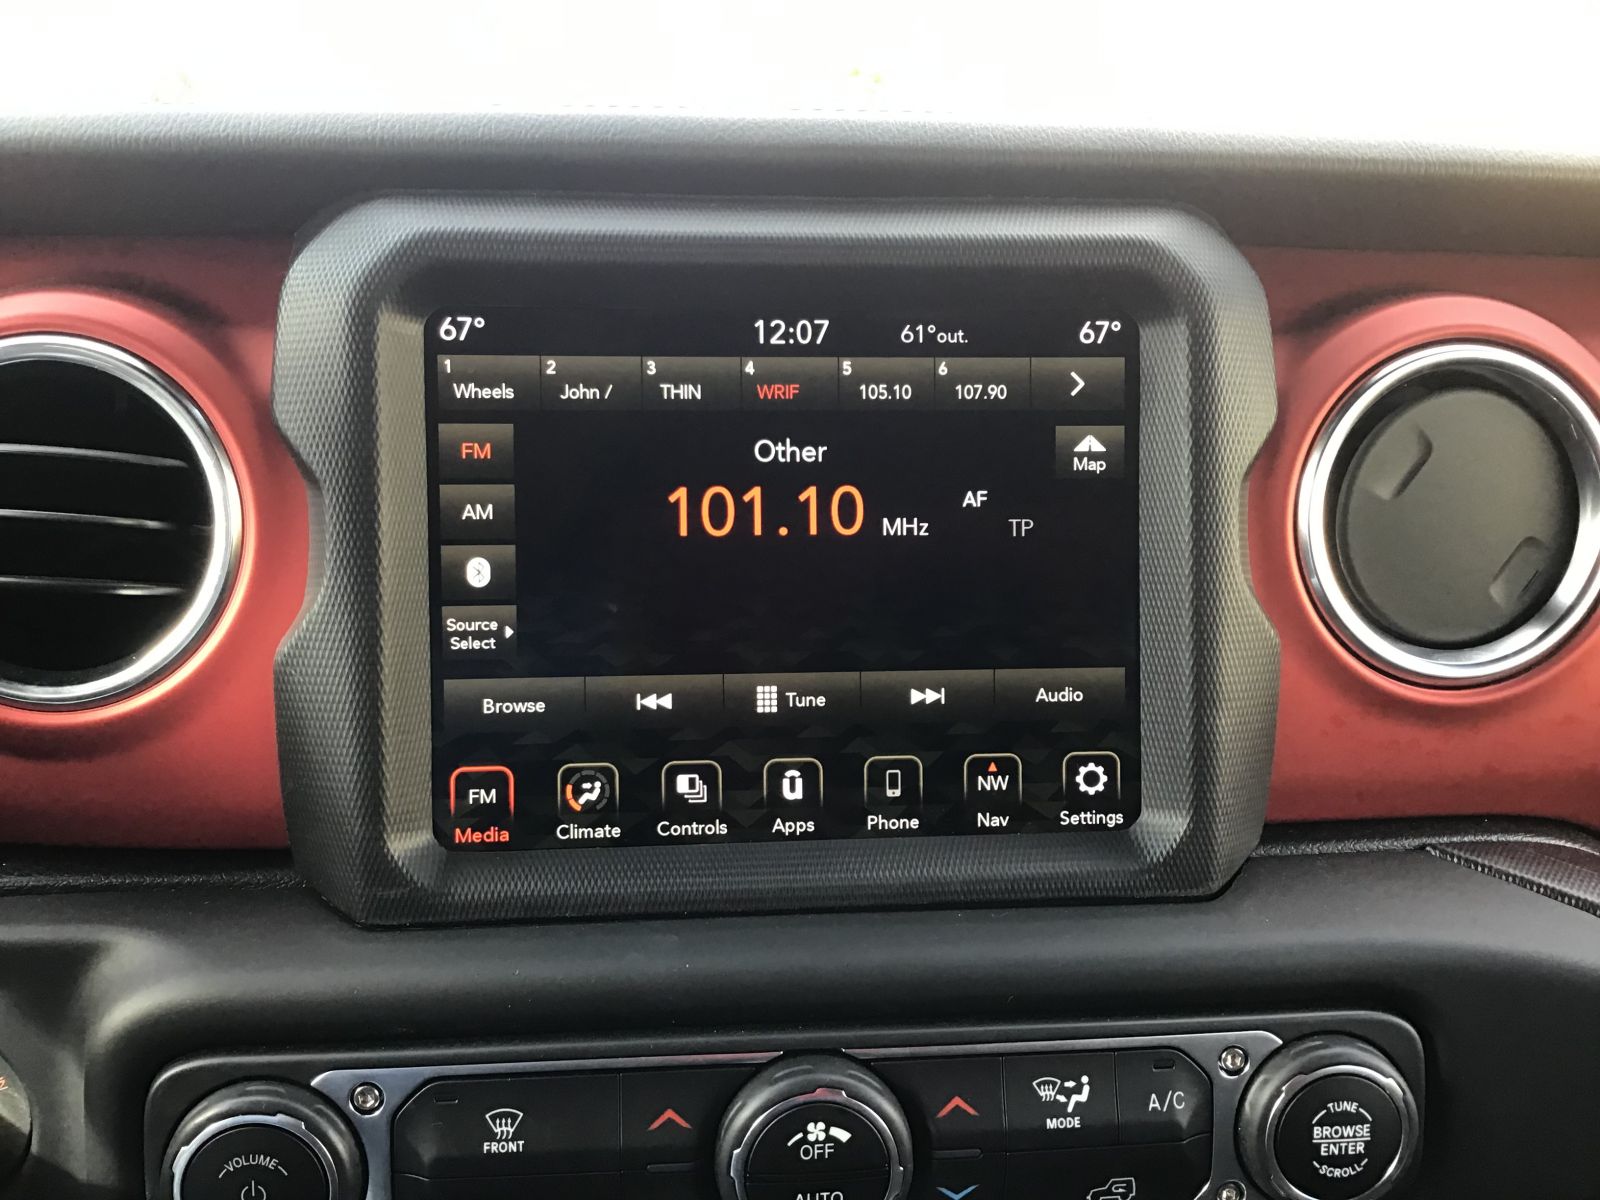 67° 12:07 61°out. 67°
1 2 3 4 5 6
Wheels John / THIN WRIF 105.10 107.90
FM Other Map
101.10 MHz AF TP
AM
Source
Select
Browse Tune Audio
FM NW
Media Climate Controls Apps Phone Nav Settings
VOLUME
FRONT
OFF
AUTO
MODE
A/C
TUNE
BROWSE
ENTER
SCROLL